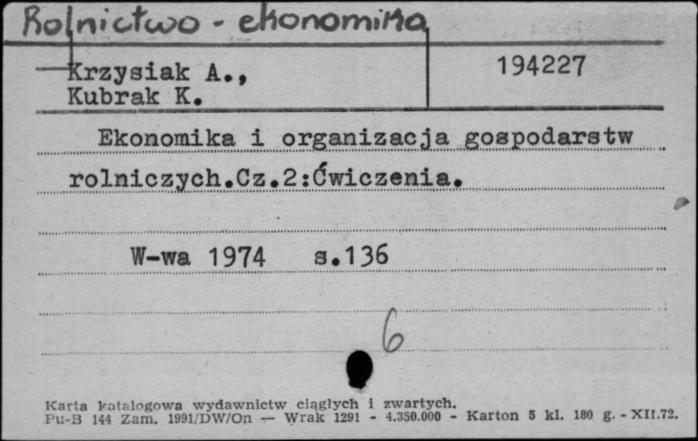 Rolnictwo - ekonomika
Krzysiak A., 194227
Kubrak K.
Ekonomika i organizacja gospodarstw
rolniczych.Cz.2:Ćwiczenia.
W-wa 1974 s.136
6
Karta katalogowa wydawnictw ciągłych i zwartych.
Pu-B 144 Zam. 1991/DW/On — Wrak 1291 - 4.350.000 - Karton 5 kl. 180 g. - XII.72.